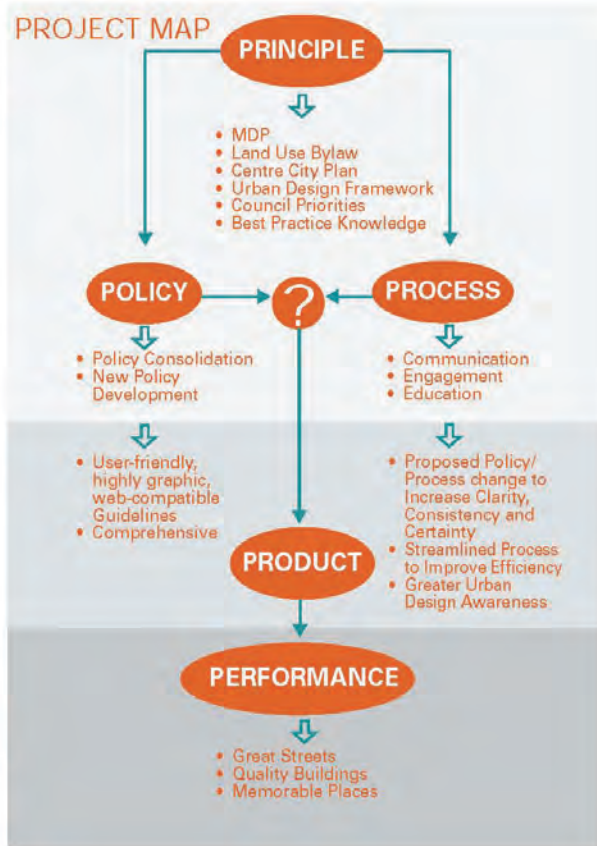 PROJECT MAP
PRINCIPLE
• MDP
• Land Use Bylaw
• Centre City Plan
• Urban Design Framework
• Council Priorities
• Best Practice Knowledge
POLICY
?
PROCESS
• Policy Consolidation
• New Policy
Development
• Communication
• Engagement
• Education
• User-friendly,
highly graphic,
web-compatible
Guidelines
• Comprehensive
• Proposed Policy/
Process change to
Increase Clarity,
Consistency and
Certainty
• Streamlined Process
to Improve Efficiency
• Greater Urban
Design Awareness
PRODUCT
PERFORMANCE
• Great Streets
• Quality Buildings
• Memorable Places